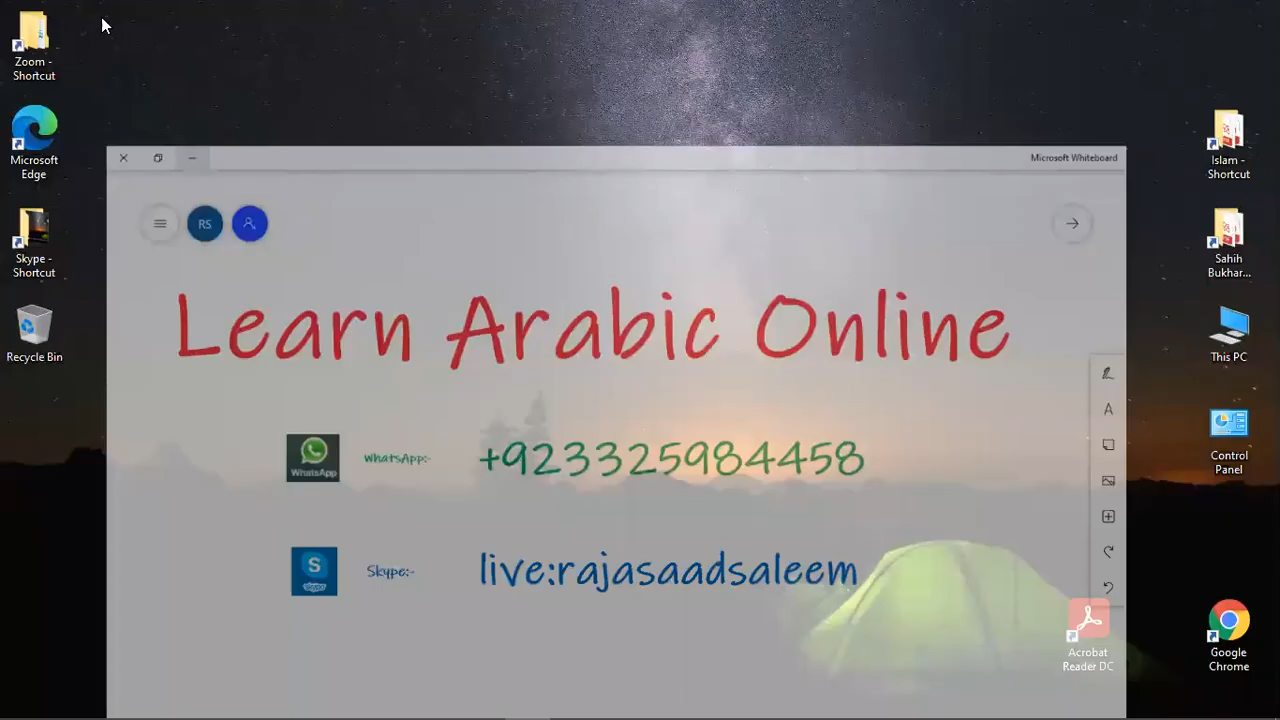 Zoom -
Shortcut
Microsoft
Edge
Skype -
Shortcut
Recycle Bin
Microsoft Whiteboard
RS
Learn Arabic Online
WhatsApp
WhatsApp:-
+923325984458
S
skype
Skype:-
live:rajasaadsaleem
A
Islam -
Shortcut
Sahih
Bukhar...
This PC
Control
Panel
Acrobat
Reader DC
Google
Chrome